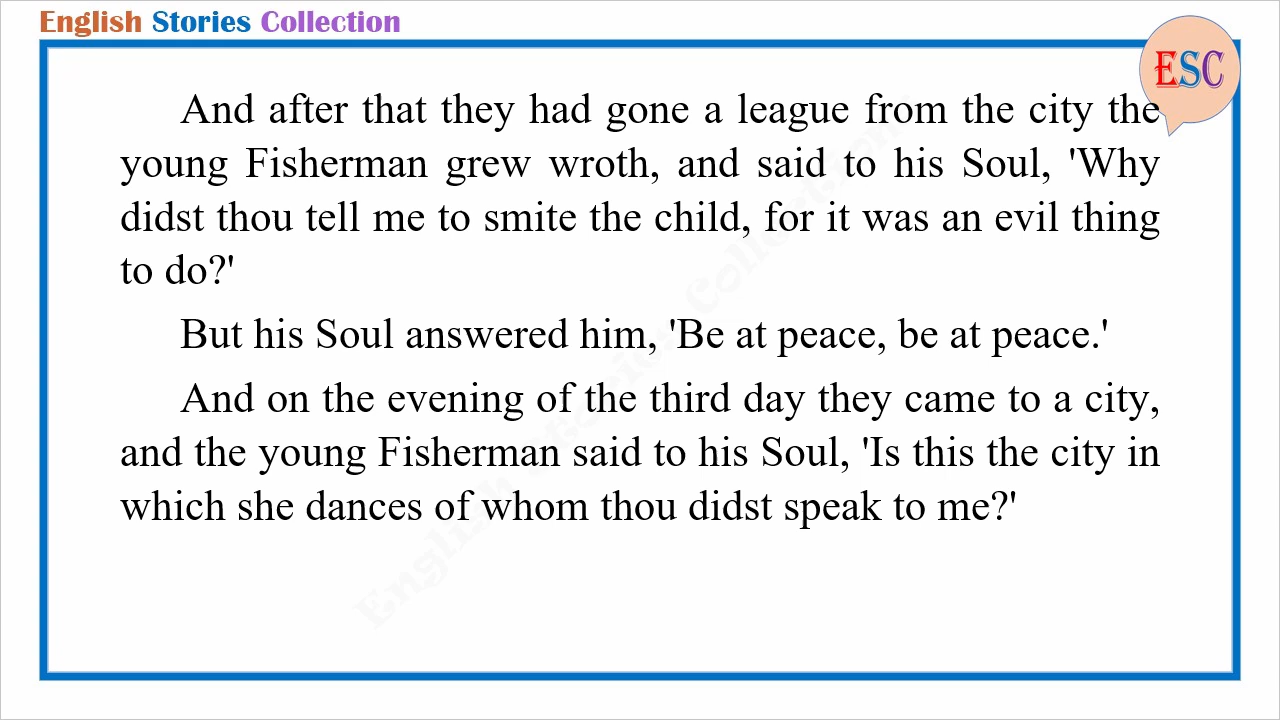 English Stories Collection
ESC
And after that they had gone a league from the city the
young Fisherman grew wroth, and said to his Soul, 'Why
didst thou tell me to smite the child, for it was an evil thing
to do?'
But his Soul answered him, 'Be at peace, be at peace.'
And on the evening of the third day they came to a city,
and the young Fisherman said to his Soul, 'Is this the city in
which she dances of whom thou didst speak to me?'
English Stories Collection